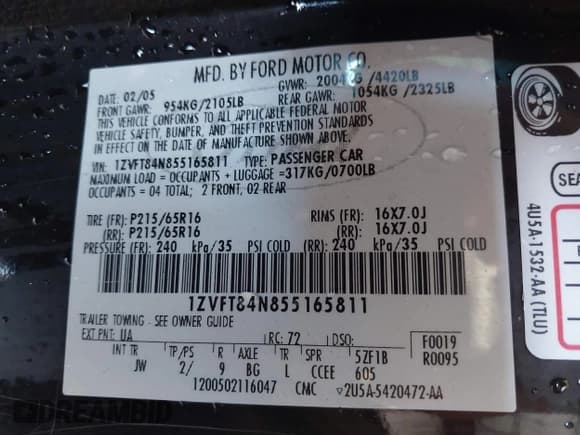 MFD. BY FORD MOTOR CO.
DATE: 02/05 GVWR: 2004KG /4420LB
FRONT GAWR: 954KG/2105LB REAR GAWR: 1054KG /2325LB
THIS VEHICLE CONFORMS TO ALL APPLICABLE FEDERAL MOTOR
VEHICLE SAFETY, BUMPER, AND THEFT PREVENTION STANDARDS
IN EFFECT ON THE DATE OF MANUFACTURE SHOWN ABOVE.
VIN: 1ZVFT84N855165811 TYPE: PASSENGER CAR
MAXIMUM LOAD = OCCUPANTS + LUGGAGE =317KG/0700LB
OCCUPANTS = 04 TOTAL; 2 FRONT, 02 REAR
TIRE (FR): P215/65R16 RIMS (FR): 16X7.0J
(RR): P215/65R16 (RR): 16X7.0J
PRESSURE (FR): 240 kPa/35 PSI COLD (RR): 240 kPa/35 PSI COLD
1ZVFT84N855165811
TRAILER TOWING - SEE OWNER GUIDE
EXT PNT: UA RC: 72 DSO: F0019
INT TR TP/PS R AXLE TR SPR 5ZF1B R0095
JW 2/ 9 BG L CCEE 605
1200502116047 CMC ▽2U5A-5420472-AA
4U5A-1532-AA (TLU)
SEA
DREAMBID